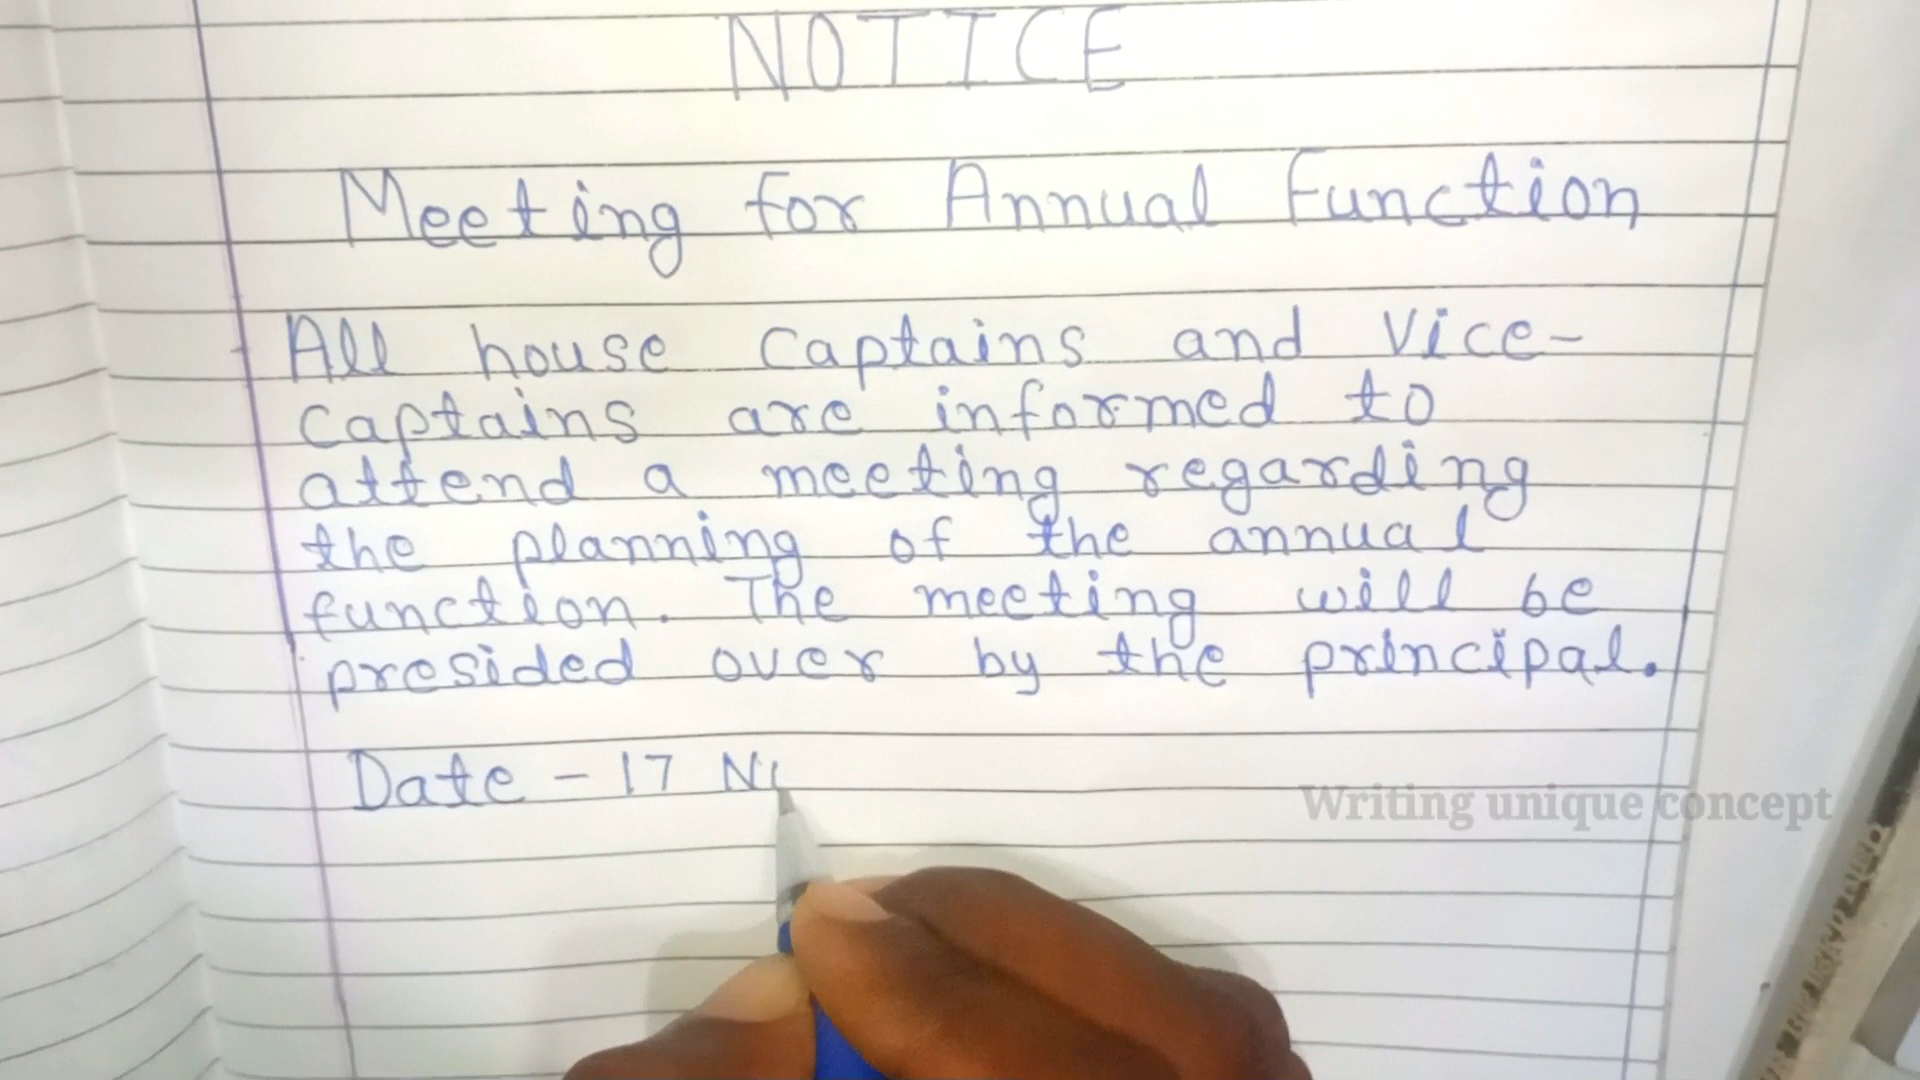 NOTICE
Meeting for Annual Function
All house Captains and Vice-
Captains are informed to
attend a meeting regarding
the planning of the annual
function. The meeting will be
presided over by the principal.
Date - 17 N
Writing unique concept